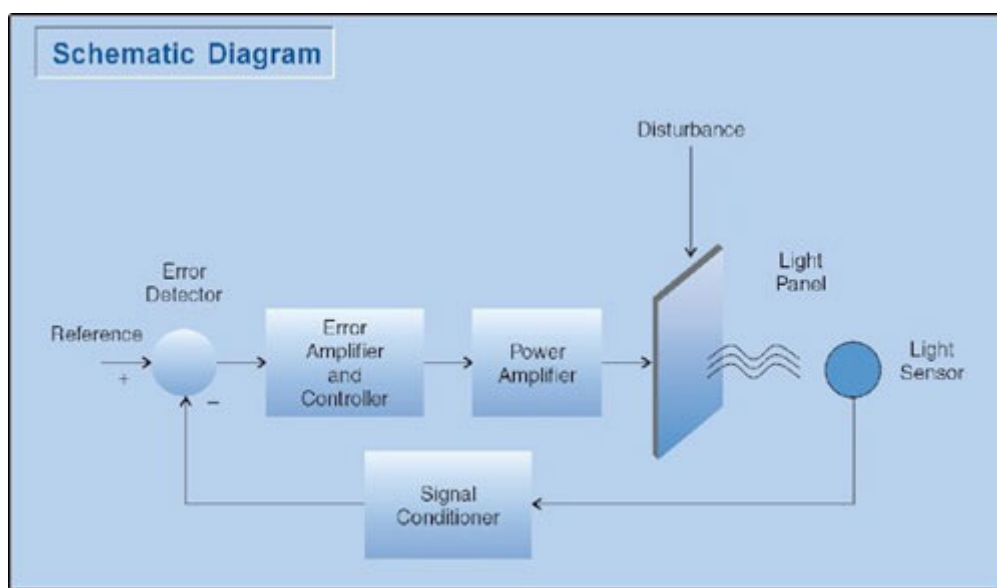 Schematic Diagram
Disturbance
Light
Panel
Error
Detector
Reference
+
−
Error
Amplifier
and
Controller
Power
Amplifier
Light
Sensor
Signal
Conditioner